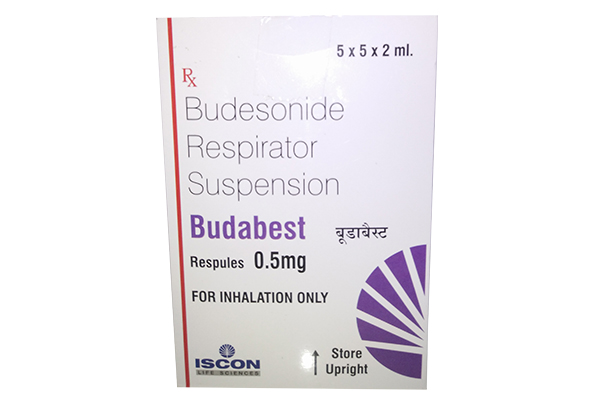 5 x 5 x 2 ml.
Rx
Budesonide
Respirator
Suspension
Budabest बूडाबैस्ट
Respules 0.5mg
FOR INHALATION ONLY
ISCON
LIFE SCIENCES
Store
Upright